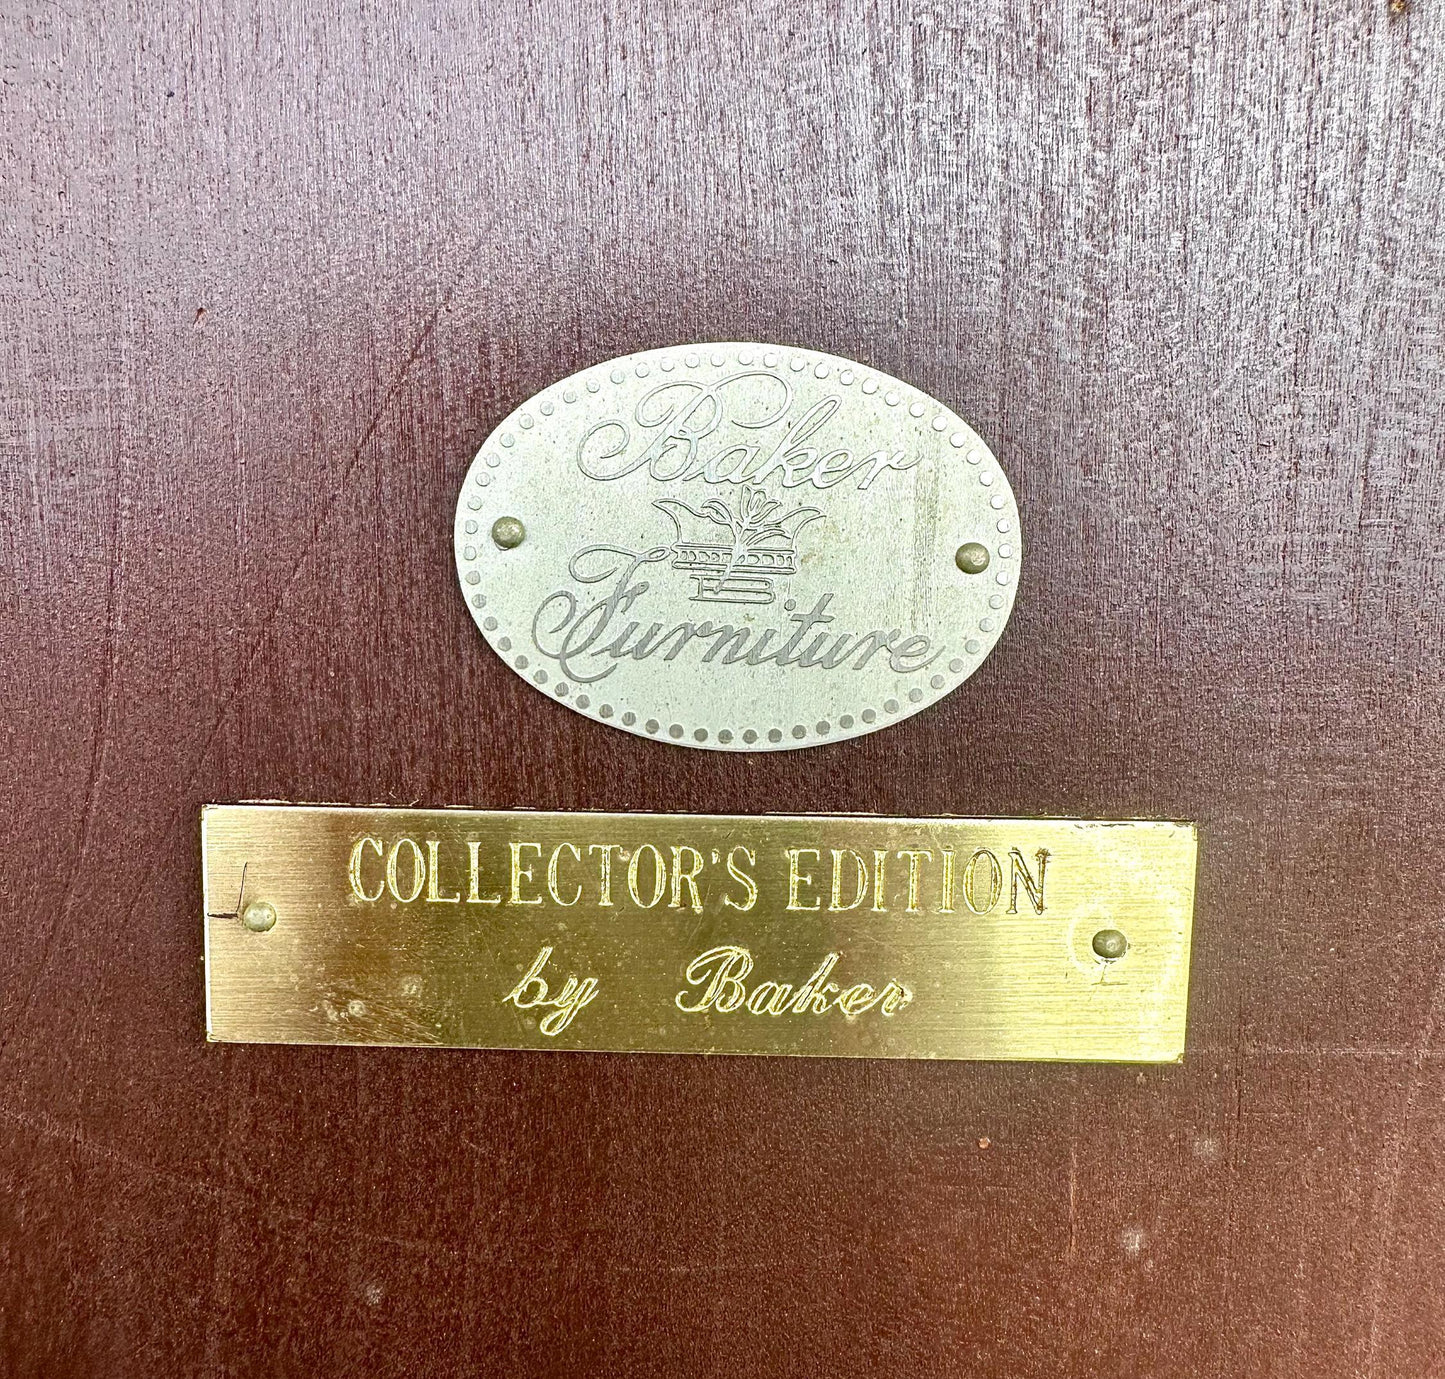 Baker
Furniture
COLLECTOR'S EDITION
by Baker